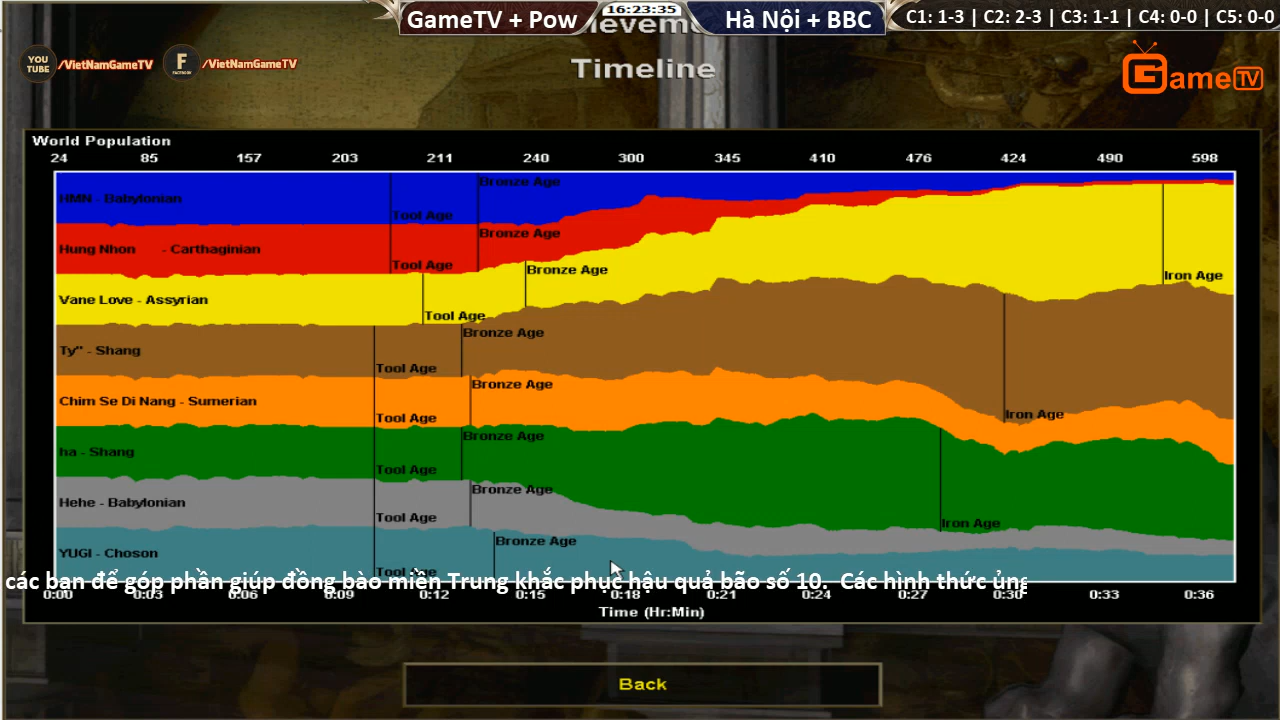 GameTV + Pow
16:23:35
Hà Nội + BBC
C1: 1-3 | C2: 2-3 | C3: 1-1 | C4: 0-0 | C5: 0-0
YOU TUBE
/VietNamGameTV
F
FACEBOOK
/VietNamGameTV
Timeline
GameTV
World Population
24 85 157 203 211 240 300 345 410 476 424 490 598
HMN - Babylonian
Tool Age
Bronze Age
Hung Nhon - Carthaginian
Tool Age
Bronze Age
Vane Love - Assyrian
Tool Age
Bronze Age
Iron Age
Ty" - Shang
Tool Age
Bronze Age
Iron Age
Chim Se Di Nang - Sumerian
Tool Age
Bronze Age
ha - Shang
Tool Age
Bronze Age
Iron Age
Hehe - Babylonian
Tool Age
Bronze Age
YUGI - Choson
Tool Age
Bronze Age
các bạn để góp phần giúp đồng bào miền Trung khắc phục hậu quả bão số 10. Các hình thức ủng
0:00 0:03 0:06 0:09 0:12 0:15 0:18 0:21 0:24 0:27 0:30 0:33 0:36
Time (Hr:Min)
Back